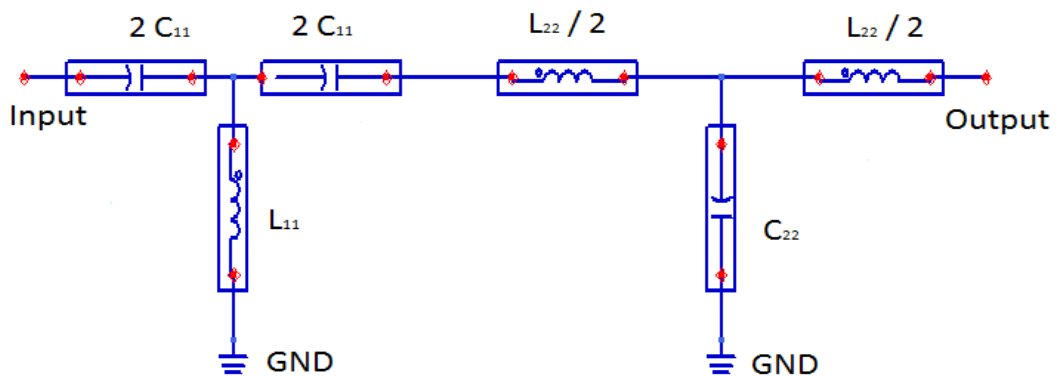 2 C₁₁
2 C₁₁
L₂₂ / 2
L₂₂ / 2
Input
Output
L₁₁
C₂₂
GND
GND